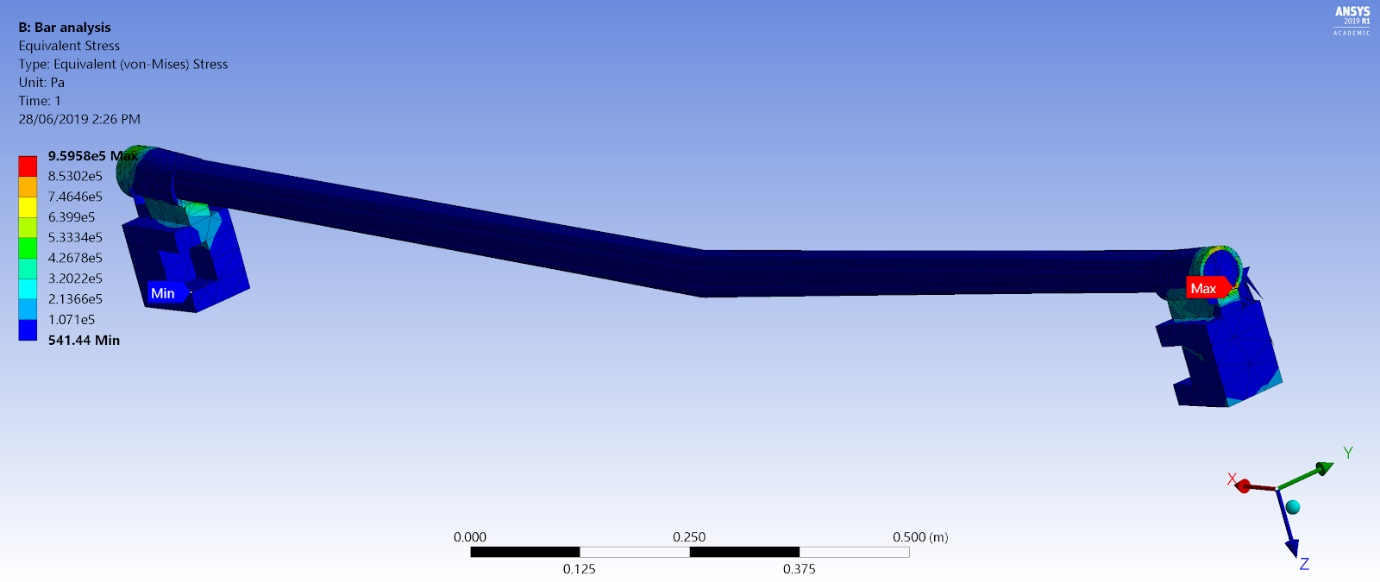 B: Bar analysis
Equivalent Stress
Type: Equivalent (von-Mises) Stress
Unit: Pa
Time: 1
28/06/2019 2:26 PM
ANSYS
2019 R1
ACADEMIC
9.5958e5 Max
8.5302e5
7.4646e5
6.399e5
5.3334e5
4.2678e5
3.2022e5
2.1366e5
1.071e5
541.44 Min
Min
Max
Y
X
Z
0.000 0.250 0.500 (m)
0.125 0.375